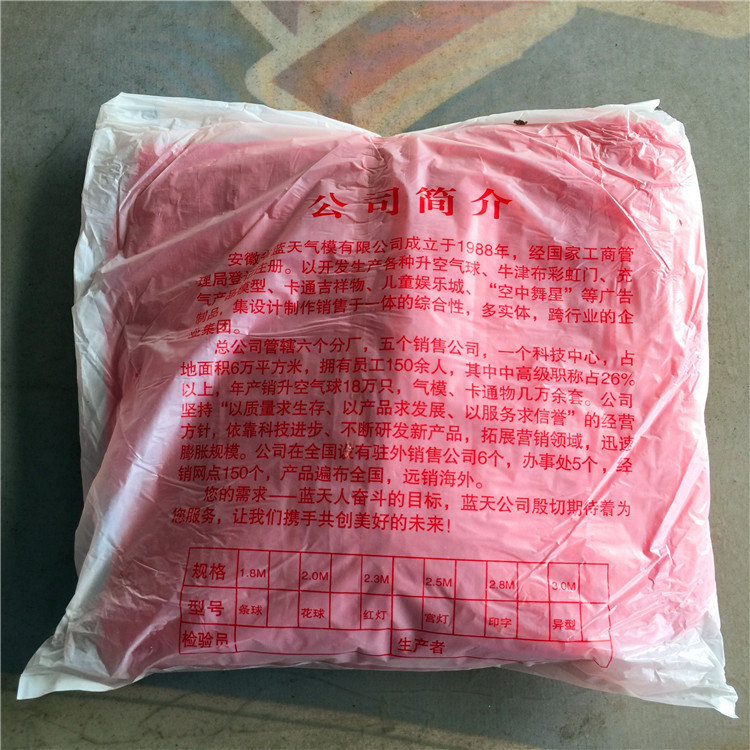 公司简介
安徽 蓝天气模有限公司成立于1988年，经国家工商管
理局登 注册。以开发生产各种升空气球、牛津布彩虹门、充
气产品模型、卡通吉祥物、儿童娱乐城、“空中舞星”等广告
制品，集设计制作销售于一体的综合性，多实体，跨行业的企
业集团。
总公司管辖六个分厂，五个销售公司，一个科技中心，占
地面积6万平方米，拥有员工150余人，其中中高级职称占26%
以上，年产销升空气球18万只，气模、卡通物几万余套。公司
坚持“以质量求生存、以产品求发展、以服务求信誉”的经营
方针，依靠科技进步、不断研发新产品，拓展营销领域，迅速
膨胀规模。公司在全国设有驻外销售公司6个，办事处5个，经
销网点150个，产品遍布全国，远销海外。
您的需求——蓝天人奋斗的目标，蓝天公司殷切期待着为
您服务，让我们携手共创美好的未来！
规格 1.8M 2.0M 2.3M 2.5M 2.8M 3.0M
型号 条球 花球 红灯 宫灯 印字 异型
检验员 生产者